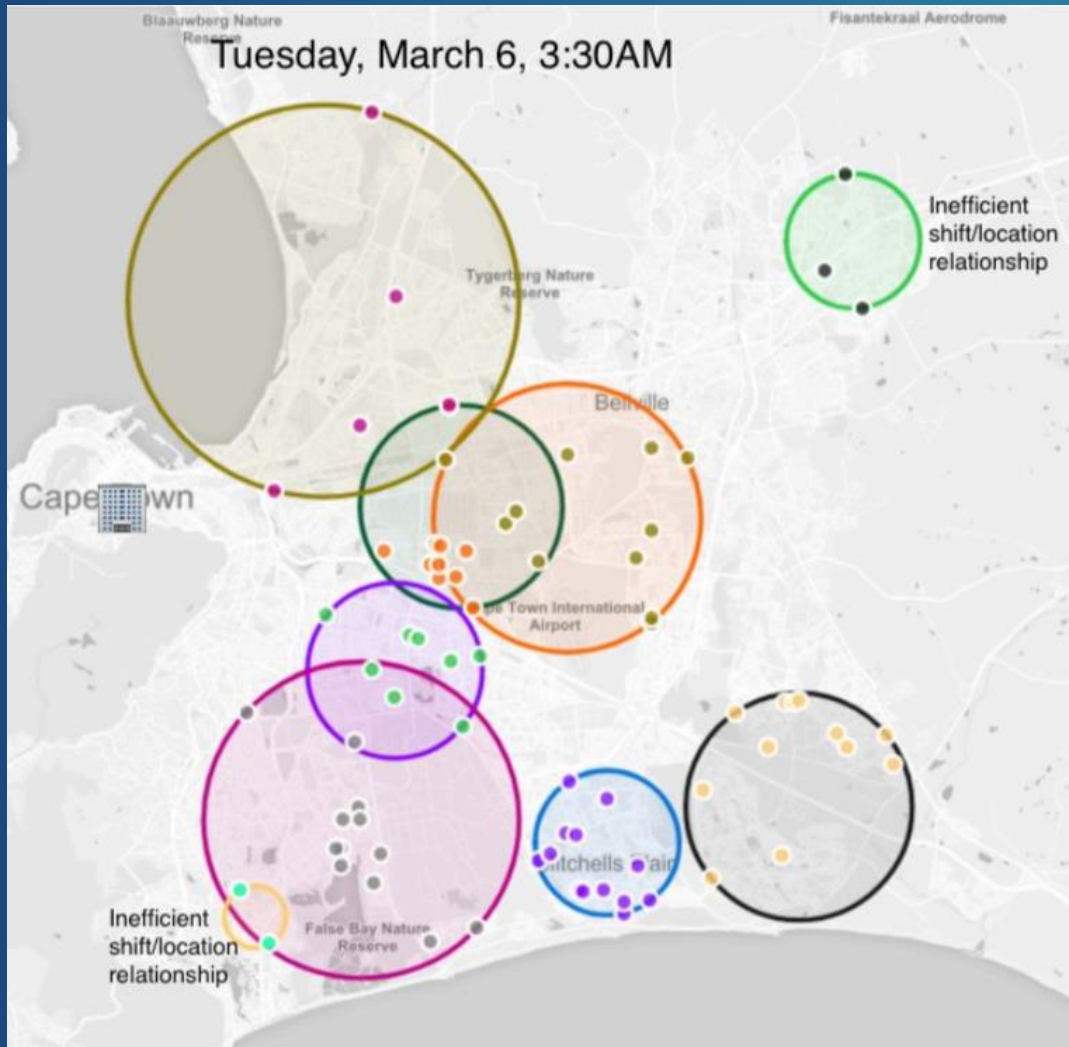 Blaauwberg Nature
Reserve
Fisantekraal Aerodrome
Tuesday, March 6, 3:30AM
Inefficient
shift/location
relationship
Tygerberg Nature
Reserve
Bellville
Cape Town
Town International
Airport
Mitchells Plain
Inefficient
shift/location
relationship
False Bay Nature
Reserve